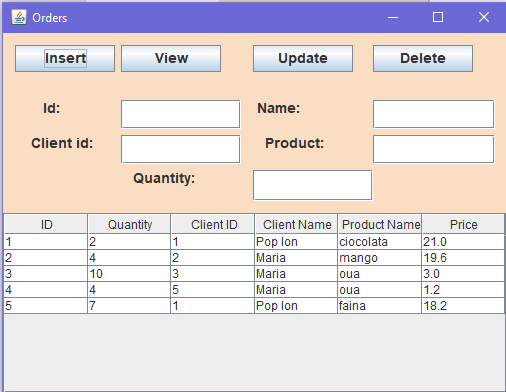 Orders
Insert View Update Delete
Id: Name:
Client id: Product:
Quantity:
ID Quantity Client ID Client Name Product Name Price
1 2 1 Pop Ion ciocolata 21.0
2 4 2 Maria mango 19.6
3 10 3 Maria oua 3.0
4 4 5 Maria oua 1.2
5 7 1 Pop Ion faina 18.2